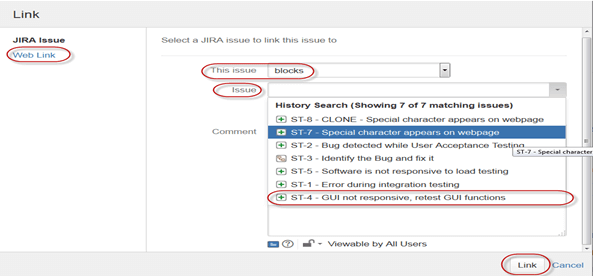 Link
JIRA Issue
Web Link
Select a JIRA issue to link this issue to
This issue blocks
Issue
History Search (Showing 7 of 7 matching issues)
ST-8 - CLONE - Special character appears on webpage
ST-7 - Special character appears on webpage
ST-2 - Bug detected while User Acceptance Testing
ST-7 - Special character
Comment
ST-3 - Identify the Bug and fix it
ST-5 - Software is not responsive to load testing
ST-1 - Error during integration testing
ST-4 - GUI not responsive, retest GUI functions
Viewable by All Users
Link Cancel